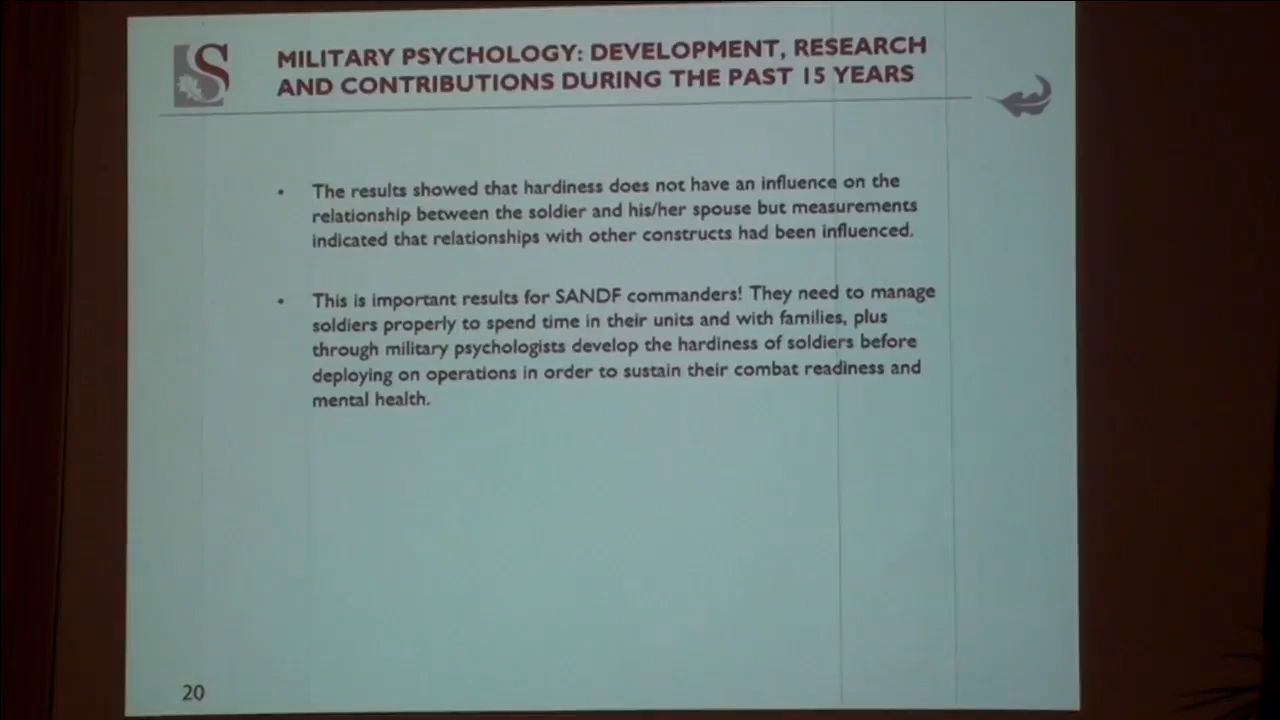 S
MILITARY PSYCHOLOGY: DEVELOPMENT, RESEARCH
AND CONTRIBUTIONS DURING THE PAST 15 YEARS
• The results showed that hardiness does not have an influence on the
relationship between the soldier and his/her spouse but measurements
indicated that relationships with other constructs had been influenced.
• This is important results for SANDF commanders! They need to manage
soldiers properly to spend time in their units and with families, plus
through military psychologists develop the hardiness of soldiers before
deploying on operations in order to sustain their combat readiness and
mental health.
20